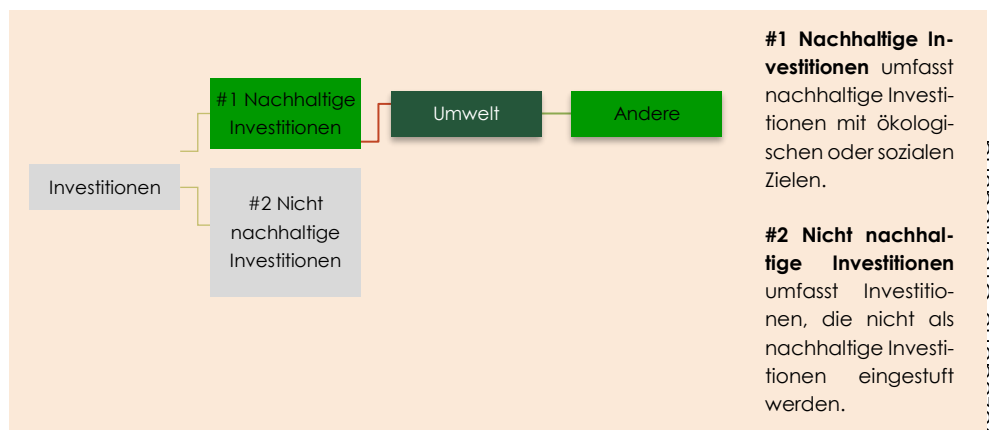 #1 Nachhaltige
Investitionen
Umwelt
Andere
Investitionen
#2 Nicht
nachhaltige
Investitionen
#1 Nachhaltige In-
vestitionen umfasst
nachhaltige Investi-
tionen mit ökologi-
schen oder sozialen
Zielen.
#2 Nicht nachhal-
tige Investitionen
umfasst Investitio-
nen, die nicht als
nachhaltige Investi-
tionen eingestuft
werden.